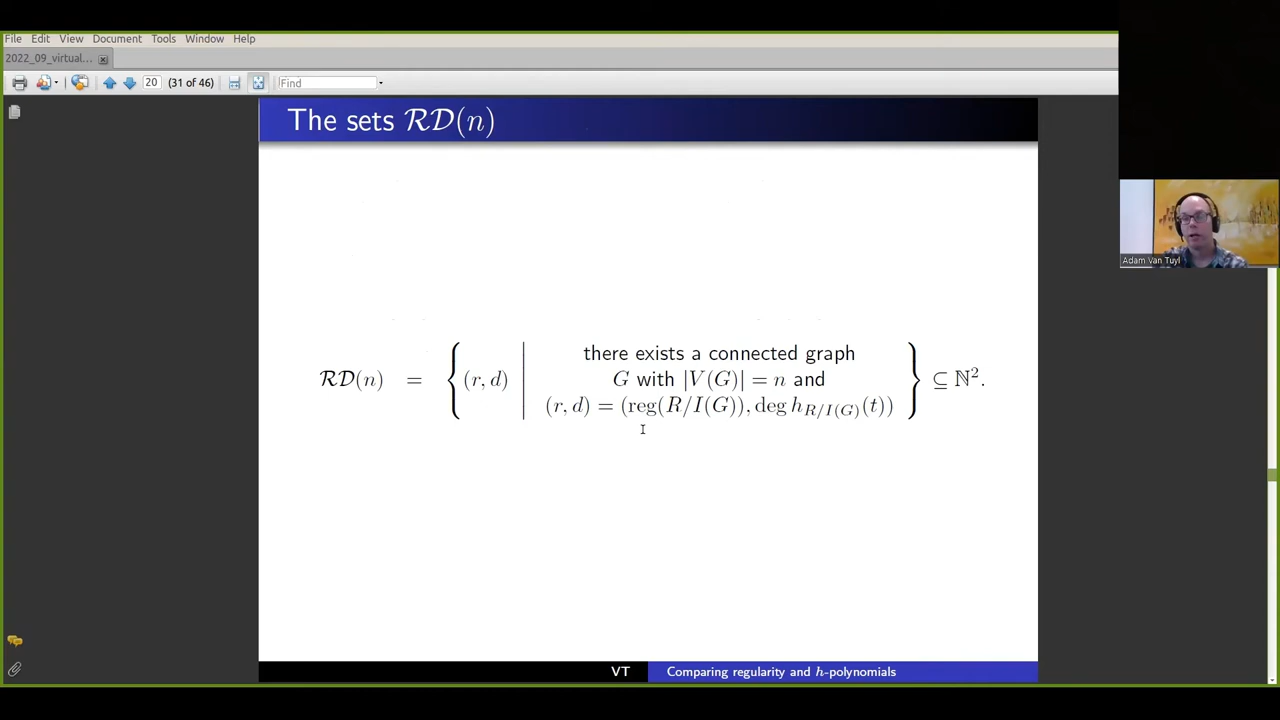 File Edit View Document Tools Window Help
2022_09_virtual...
20 (31 of 46) Find
The sets RD(n)
there exists a connected graph
RD(n) = { (r, d) | G with |V(G)| = n and } ⊆ ℕ².
(r, d) = (reg(R/I(G)), deg h_{R/I(G)}(t))
Adam Van Tuyl
VT Comparing regularity and h-polynomials